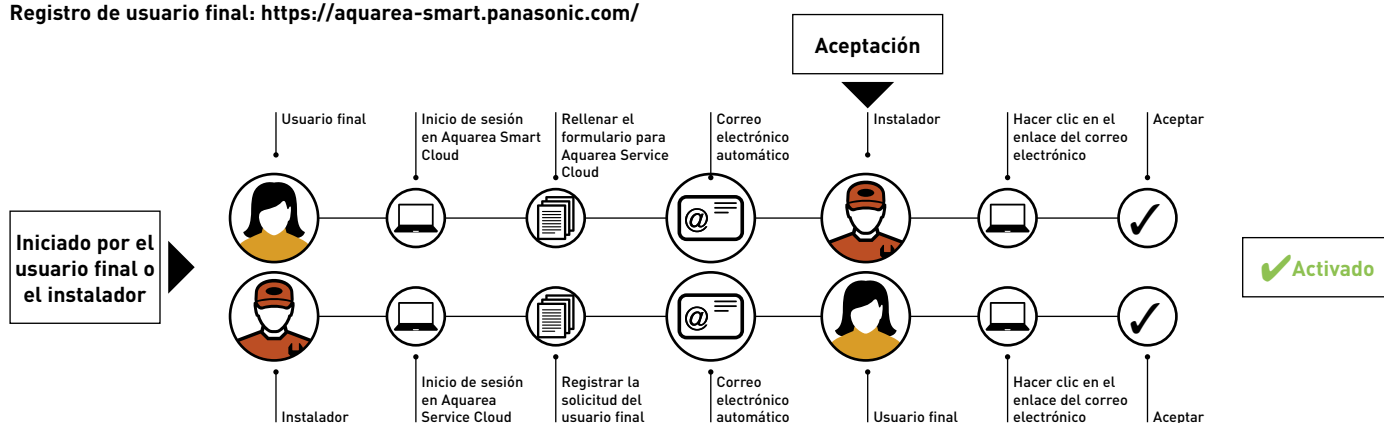 Registro de usuario final: https://aquarea-smart.panasonic.com/
Aceptación
Usuario final
Inicio de sesión
en Aquarea Smart
Cloud
Rellenar el
formulario para
Aquarea Service
Cloud
Correo
electrónico
automático
Instalador
Hacer clic en el
enlace del correo
electrónico
Aceptar
@
Iniciado por el
usuario final o
el instalador
✔Activado
@
Instalador
Inicio de sesión
en Aquarea
Service Cloud
Registrar la
solicitud del
usuario final
Correo
electrónico
automático
Usuario final
Hacer clic en el
enlace del correo
electrónico
Aceptar